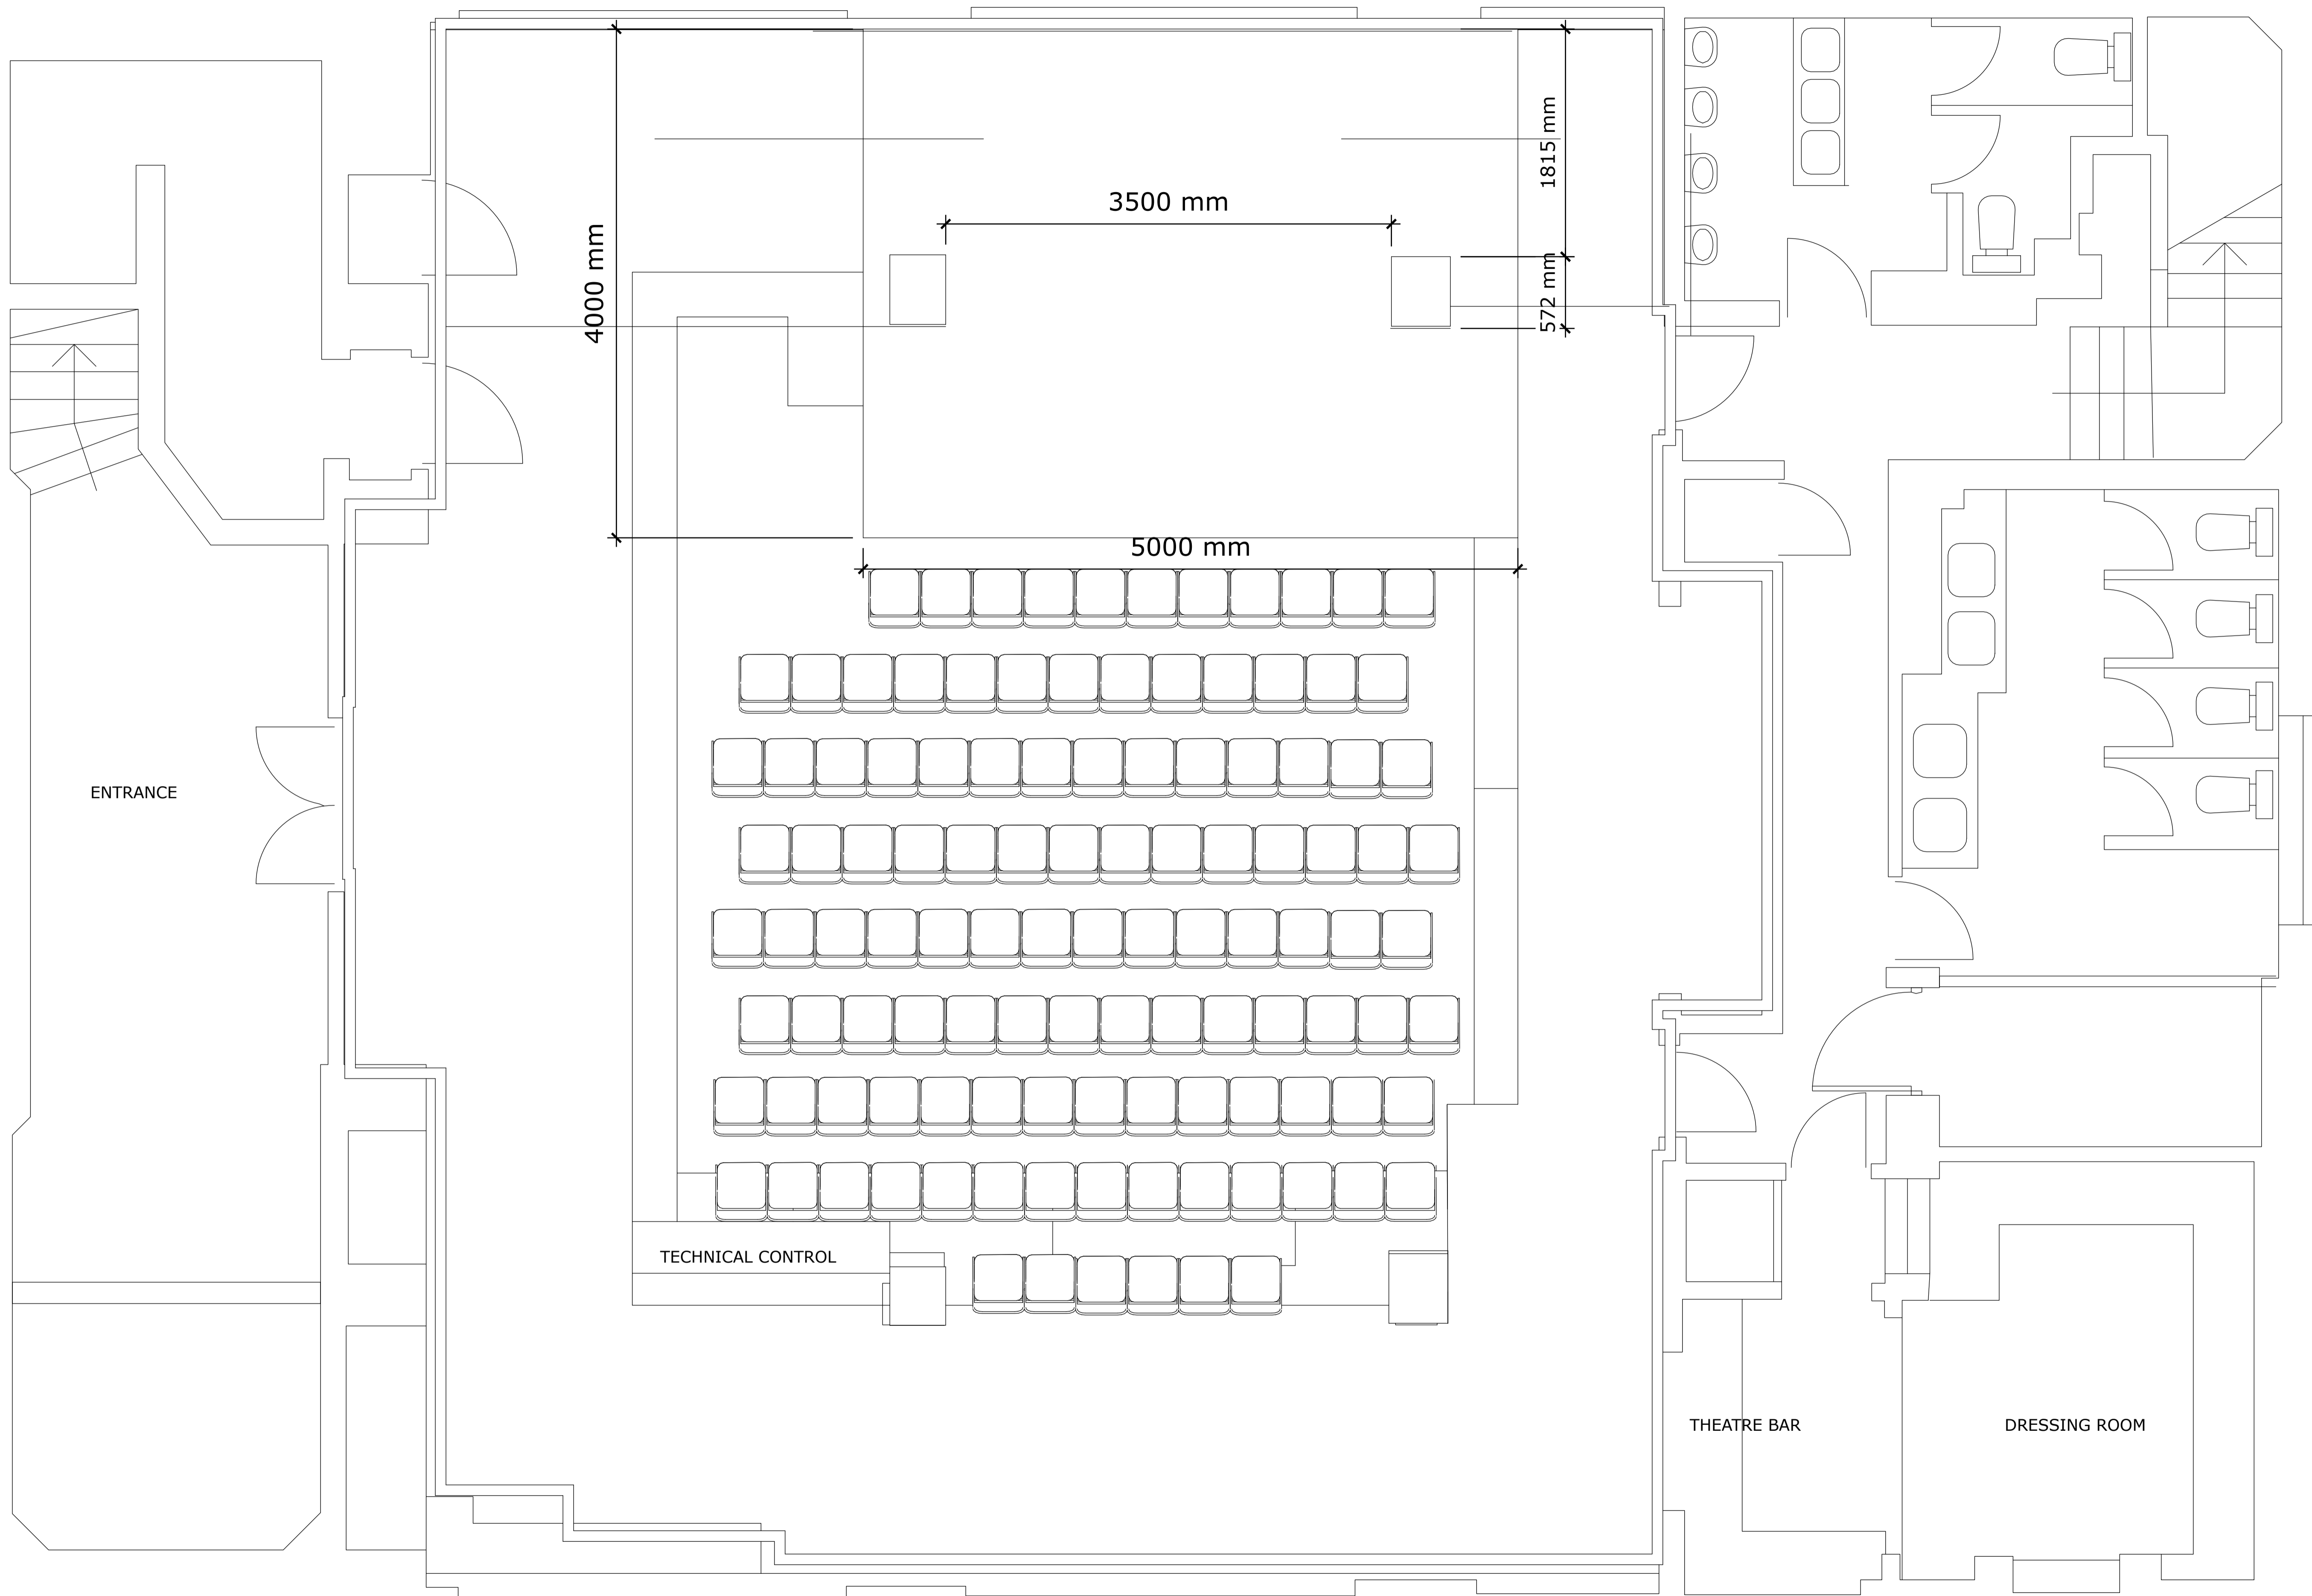 1815 mm
3500 mm
4000 mm
572 mm
5000 mm
ENTRANCE
TECHNICAL CONTROL
THEATRE BAR
DRESSING ROOM